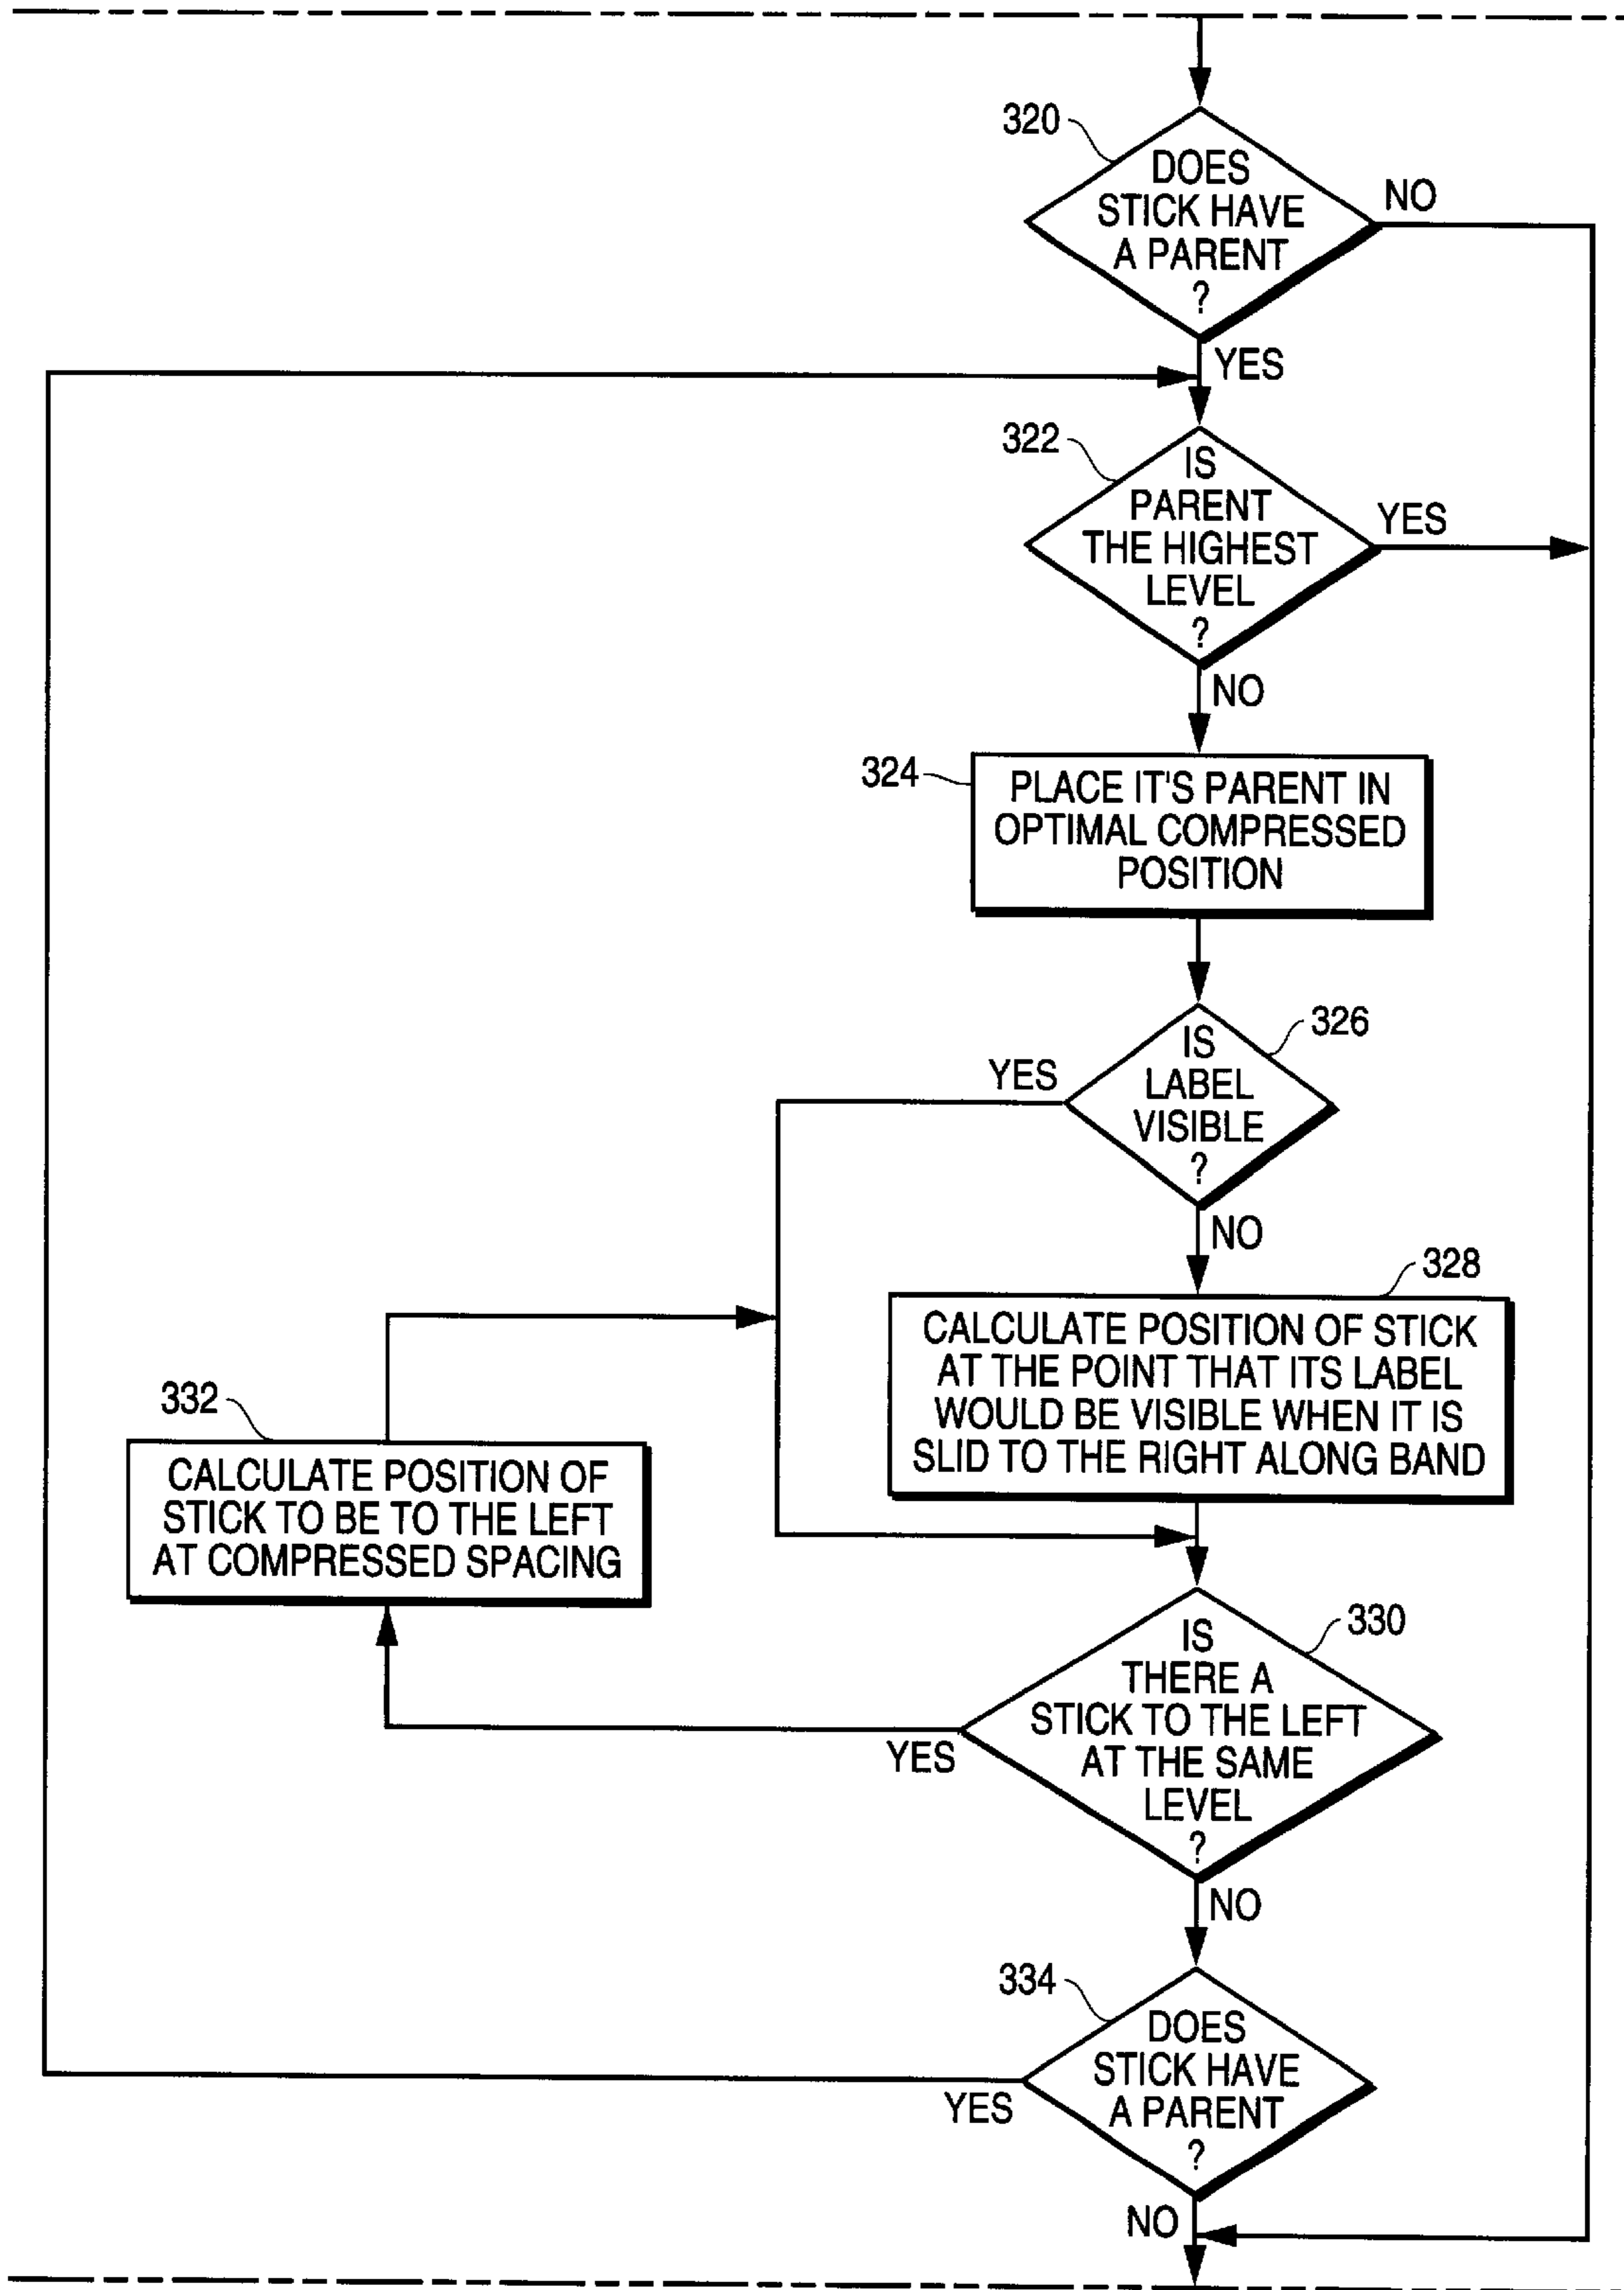 320
DOES
STICK HAVE
A PARENT
?
NO
YES
322
IS
PARENT
THE HIGHEST
LEVEL
?
YES
NO
324
PLACE IT'S PARENT IN
OPTIMAL COMPRESSED
POSITION
326
IS
LABEL
VISIBLE
?
YES
NO
328
CALCULATE POSITION OF STICK
AT THE POINT THAT ITS LABEL
WOULD BE VISIBLE WHEN IT IS
SLID TO THE RIGHT ALONG BAND
332
CALCULATE POSITION OF
STICK TO BE TO THE LEFT
AT COMPRESSED SPACING
330
IS
THERE A
STICK TO THE LEFT
AT THE SAME
LEVEL
?
YES
NO
334
DOES
STICK HAVE
A PARENT
?
YES
NO